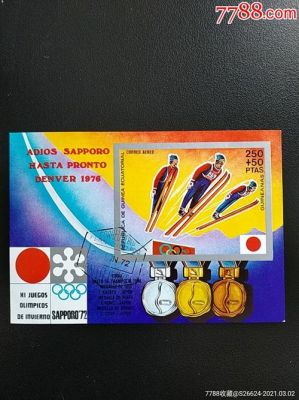 7788.com
ADIOS SAPPORO
HASTA PRONTO
DENVER 1976
REPUBLICA DE GUINEA ECUATORIAL
CORREO AEREO
250
+50
PTAS
GUINEANAS
XI JUEGOS
OLIMPICOS
DE INVIERNO
SAPPORO'72
7788收藏@S26624-2021.03.02